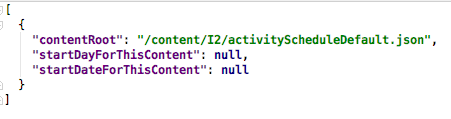 [
  {
    "contentRoot": "/content/I2/activityScheduleDefault.json",
    "startDayForThisContent": null,
    "startDateForThisContent": null
  }
]